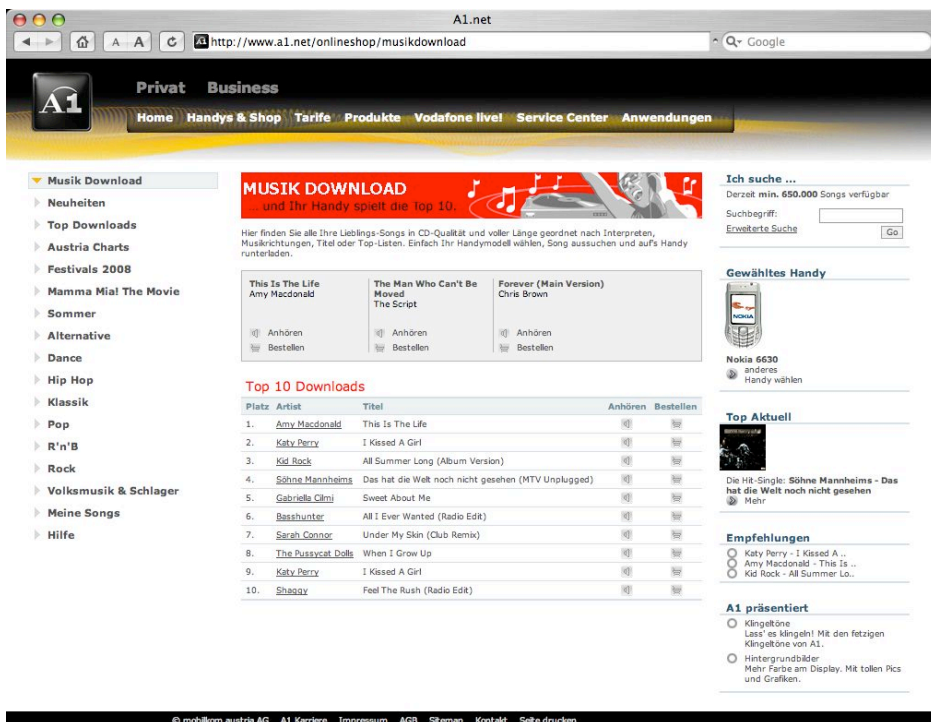 A1.net
A A
A1 http://www.a1.net/onlineshop/musikdownload
Google
A1
Privat Business
Home Handys & Shop Tarife Produkte Vodafone live! Service Center Anwendungen
Musik Download
Neuheiten
Top Downloads
Austria Charts
Festivals 2008
Mamma Mia! The Movie
Sommer
Alternative
Dance
Hip Hop
Klassik
Pop
R'n'B
Rock
Volksmusik & Schlager
Meine Songs
Hilfe
MUSIK DOWNLOAD
... und Ihr Handy spielt die Top 10.
Hier finden Sie alle Ihre Lieblings-Songs in CD-Qualität und voller Länge geordnet nach Interpreten,
Musikrichtungen, Titel oder Top-Listen. Einfach Ihr Handymodell wählen, Song aussuchen und auf's Handy
runterladen.
This Is The Life
Amy Macdonald
Anhören
Bestellen
The Man Who Can't Be
Moved
The Script
Anhören
Bestellen
Forever (Main Version)
Chris Brown
Anhören
Bestellen
Top 10 Downloads
Platz Artist Titel Anhören Bestellen
1. Amy Macdonald This Is The Life
2. Katy Perry I Kissed A Girl
3. Kid Rock All Summer Long (Album Version)
4. Söhne Mannheims Das hat die Welt noch nicht gesehen (MTV Unplugged)
5. Gabriella Cilmi Sweet About Me
6. Basshunter All I Ever Wanted (Radio Edit)
7. Sarah Connor Under My Skin (Club Remix)
8. The Pussycat Dolls When I Grow Up
9. Katy Perry I Kissed A Girl
10. Shaggy Feel The Rush (Radio Edit)
Ich suche ...
Derzeit min. 650.000 Songs verfügbar
Suchbegriff:
Erweiterte Suche Go
Gewähltes Handy
NOKIA
Nokia 6630
anderes
Handy wählen
Top Aktuell
Die Hit-Single: Söhne Mannheims - Das
hat die Welt noch nicht gesehen
Mehr
Empfehlungen
Katy Perry - I Kissed A ..
Amy Macdonald - This Is ..
Kid Rock - All Summer Lo..
A1 präsentiert
Klingeltöne
Lass' es klingeln! Mit den fetzigen
Klingeltöne von A1.
Hintergrundbilder
Mehr Farbe am Display. Mit tollen Pics
und Grafiken.
© mobilkom austria AG A1 Karriere Impressum AGB Sitemap Kontakt Seite drucken